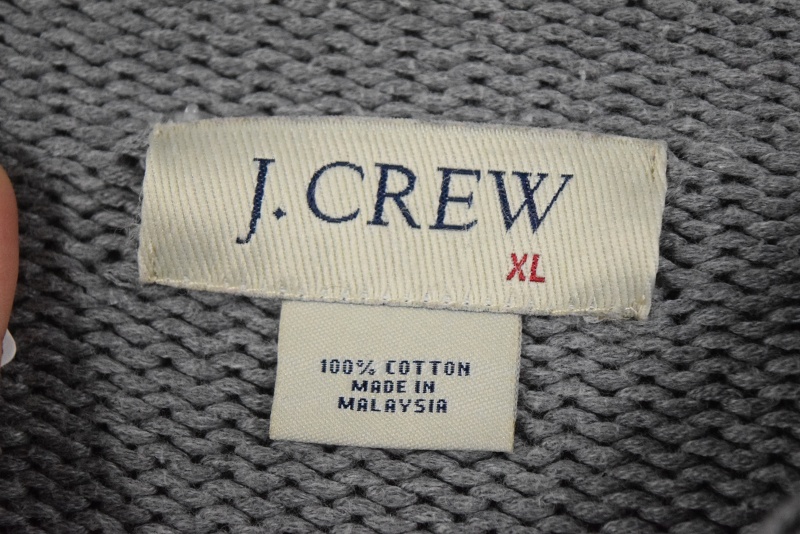 J. CREW
XL
100% COTTON
MADE IN
MALAYSIA